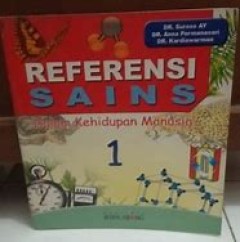 DR. Suroso AY
DR. Anna Permanasari
DR. Kardiawarman
REFERENSI
SAINS
dalam Kehidupan Manusia
1